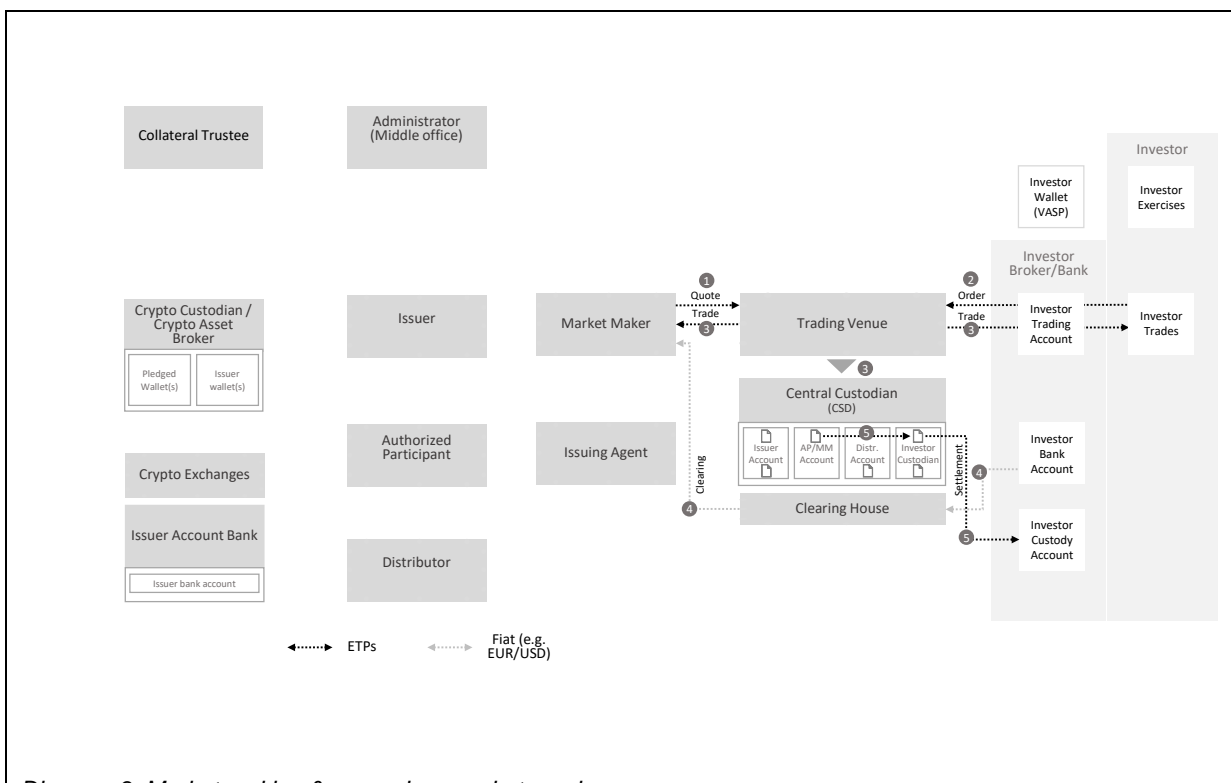 Collateral Trustee
Administrator
(Middle office)
Investor
Investor
Wallet
(VASP)
Investor
Exercises
Investor
Broker/Bank
Crypto Custodian /
Crypto Asset
Broker
Pledged
Wallet(s)
Issuer
wallet(s)
Issuer
Market Maker
1
Quote
Trade
3
Trading Venue
2
Order
Trade
3
Investor
Trading
Account
Investor
Trades
3
Central Custodian
(CSD)
Issuer
Account
AP/MM
Account
Distr.
Account
Investor
Custodian
5
Authorized
Participant
Issuing Agent
Clearing
4
Settlement
4
5
Investor
Bank
Account
Crypto Exchanges
Clearing House
Issuer Account Bank
Issuer bank account
Distributor
Investor
Custody
Account
ETPs
Fiat (e.g.
EUR/USD)